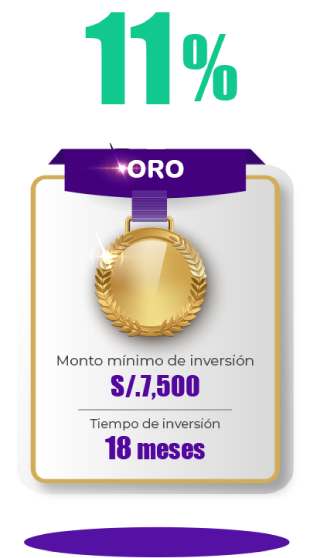 11%
ORO
Monto mínimo de inversión
S/.7,500
Tiempo de inversión
18 meses